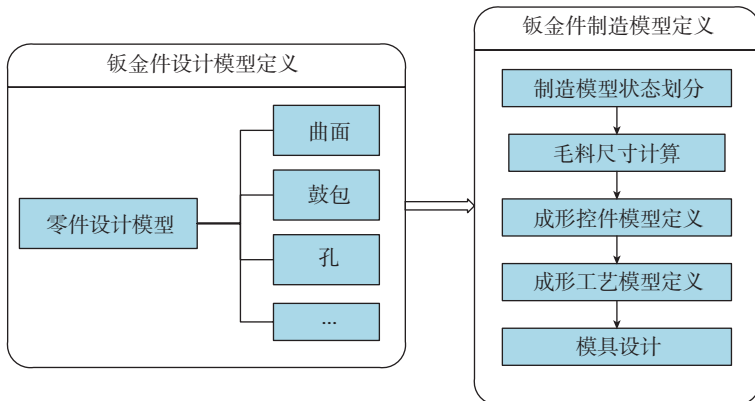 钣金件设计模型定义
零件设计模型
曲面
鼓包
孔
...
钣金件制造模型定义
制造模型状态划分
毛料尺寸计算
成形控件模型定义
成形工艺模型定义
模具设计